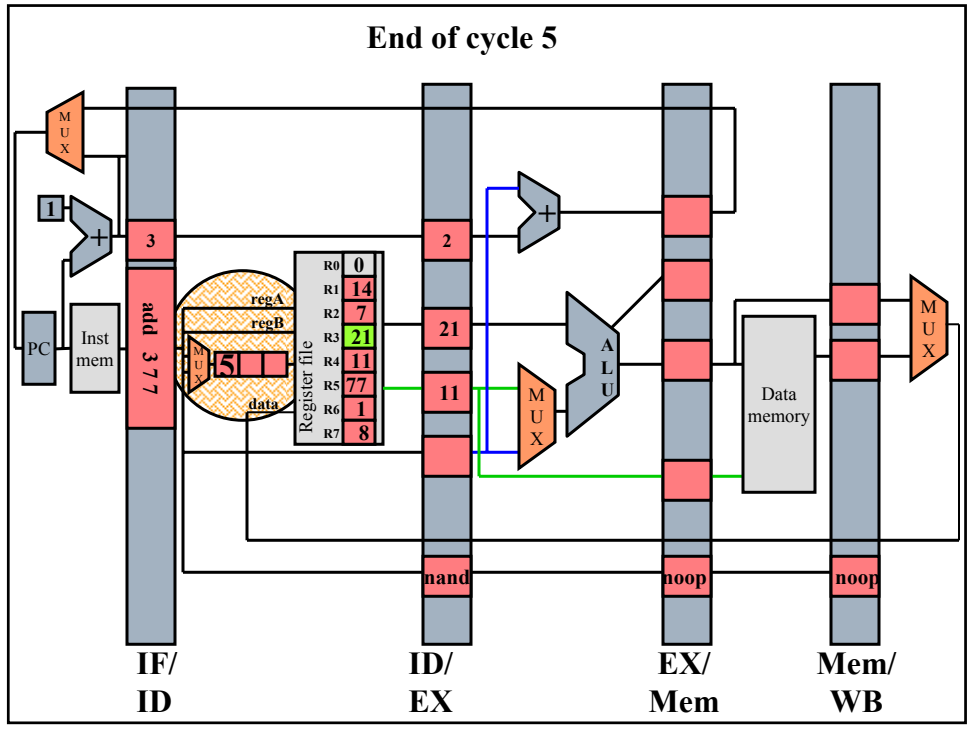 End of cycle 5
M
U
X
1
+
3
2
+
R0 0
R1 14
R2 7
R3 21
R4 11
R5 77
R6 1
R7 8
Register file
regA
regB
M
U
X
5
data
PC
Inst
mem
add 3 7 7
21
11
M
U
X
A
L
U
Data
memory
M
U
X
nand
noop
noop
IF/
ID
ID/
EX
EX/
Mem
Mem/
WB